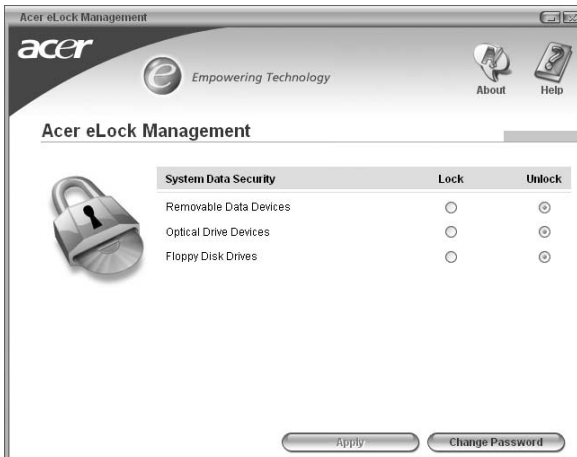 Acer eLock Management
acer
e Empowering Technology
About Help
Acer eLock Management
System Data Security Lock Unlock
Removable Data Devices
Optical Drive Devices
Floppy Disk Drives
Apply Change Password